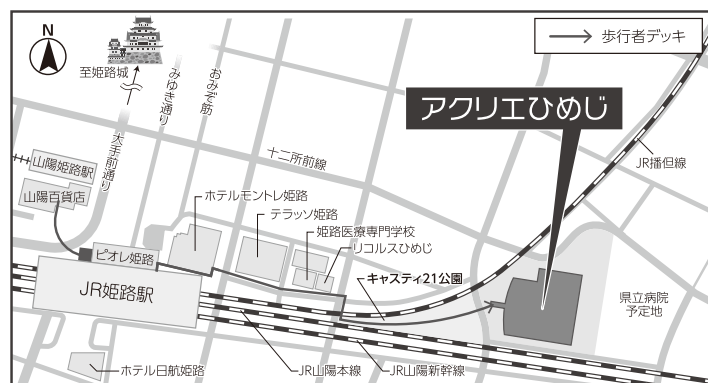 N
至姫路城
みゆき通り
おみぞ筋
大手前通り
歩行者デッキ
アクリエひめじ
十二所前線
JR播但線
山陽姫路駅
山陽百貨店
ホテルモントレ姫路
テラッソ姫路
姫路医療専門学校
リコルスひめじ
ピオレ姫路
キャスティ21公園
JR姫路駅
県立病院
予定地
ホテル日航姫路
JR山陽本線
JR山陽新幹線